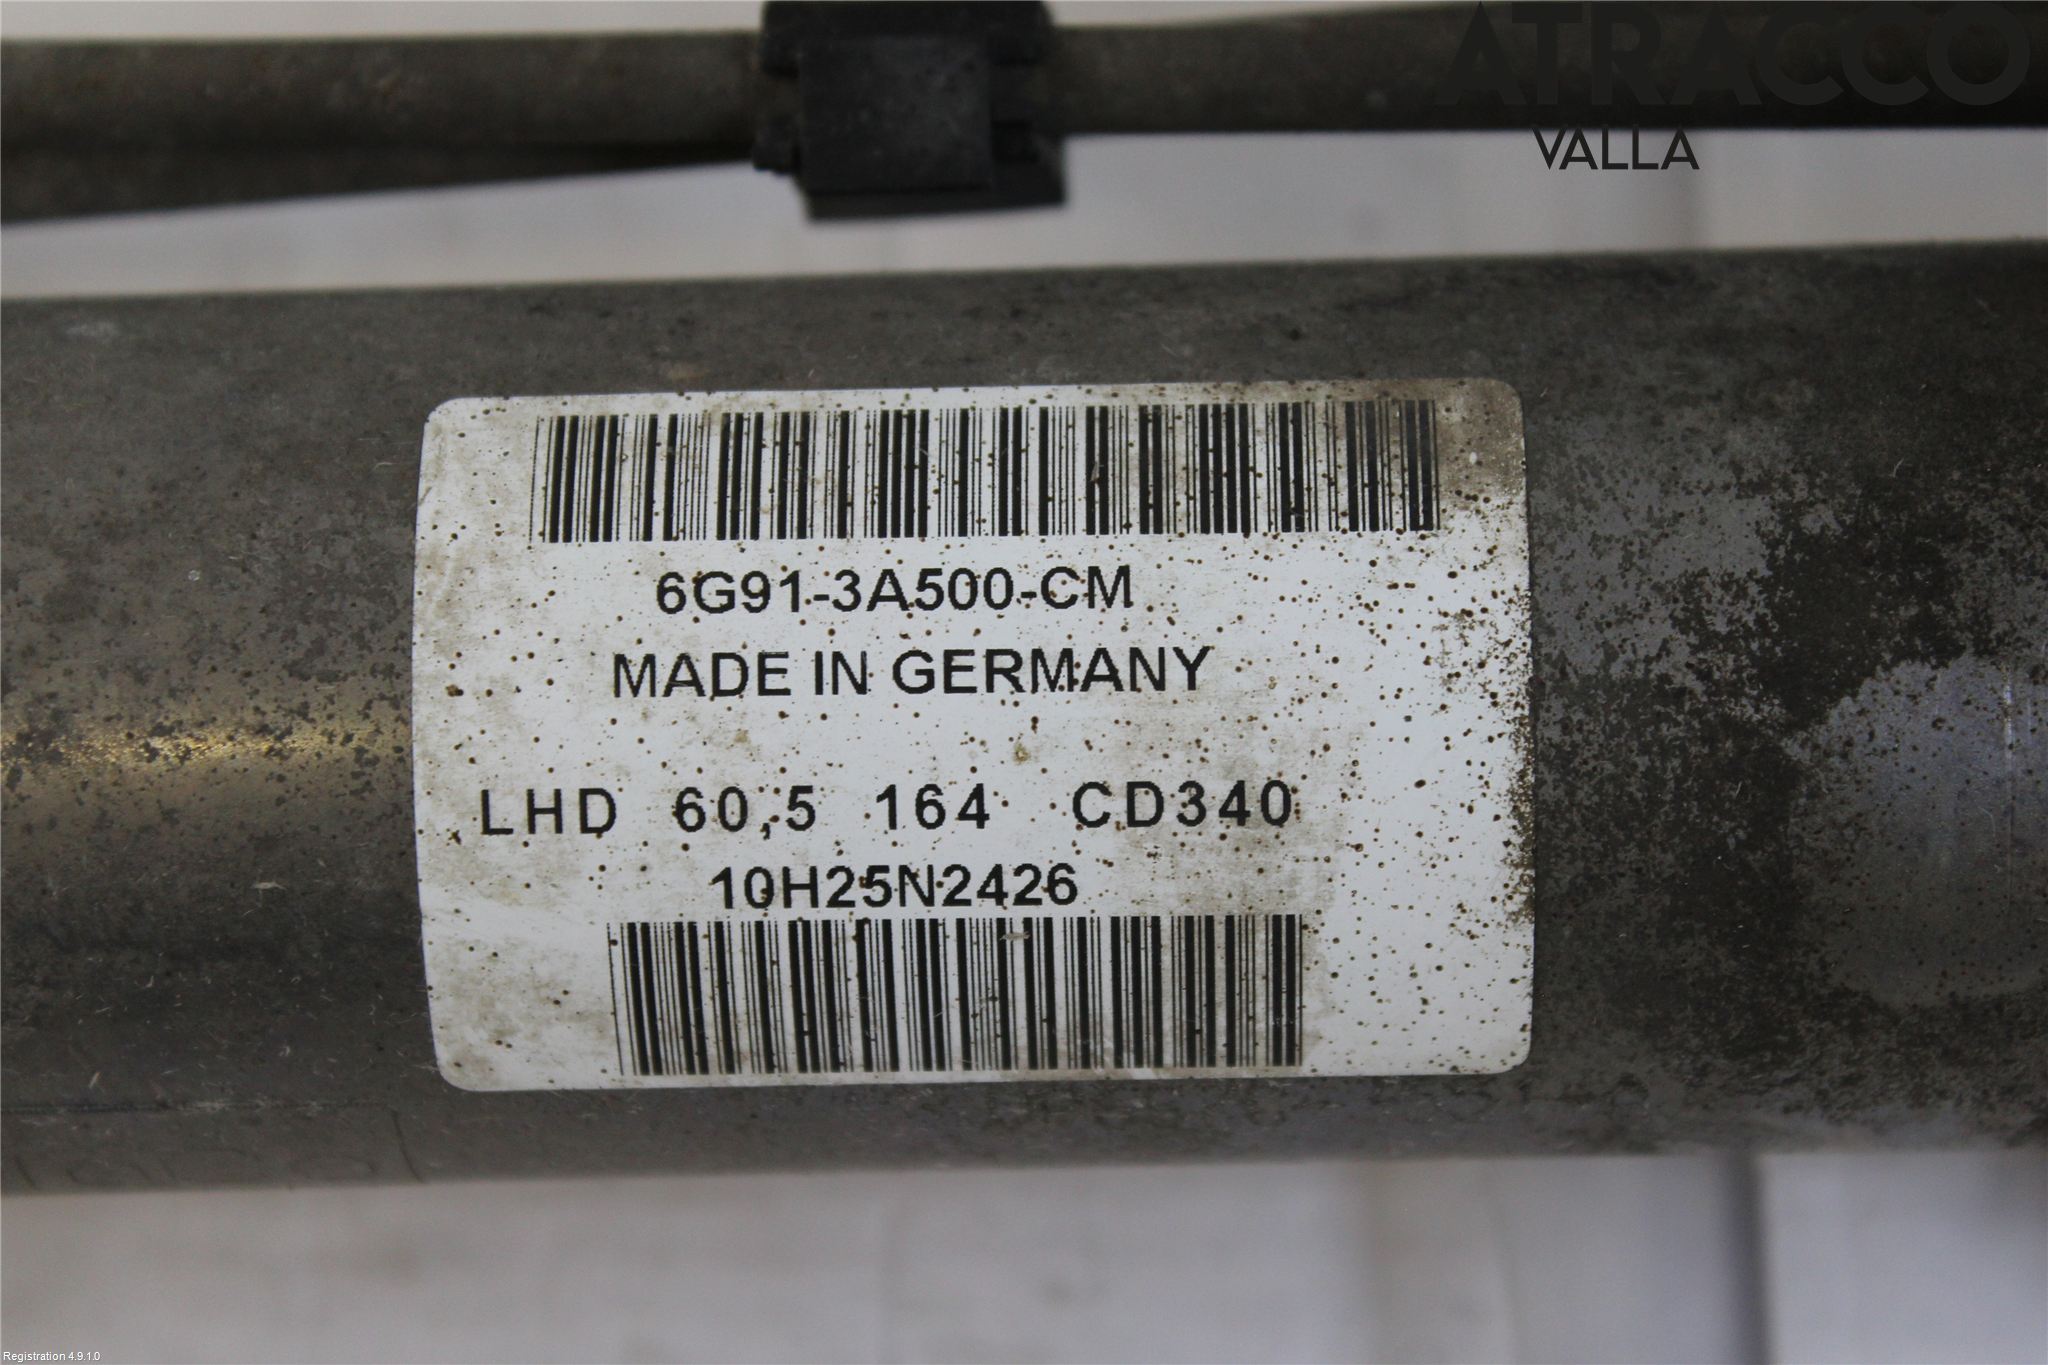 ATRACCO
VALLA
6G91-3A500-CM
MADE IN GERMANY
LHD 60,5 164 CD340
10H25N2426
Registration 4.9.1.0